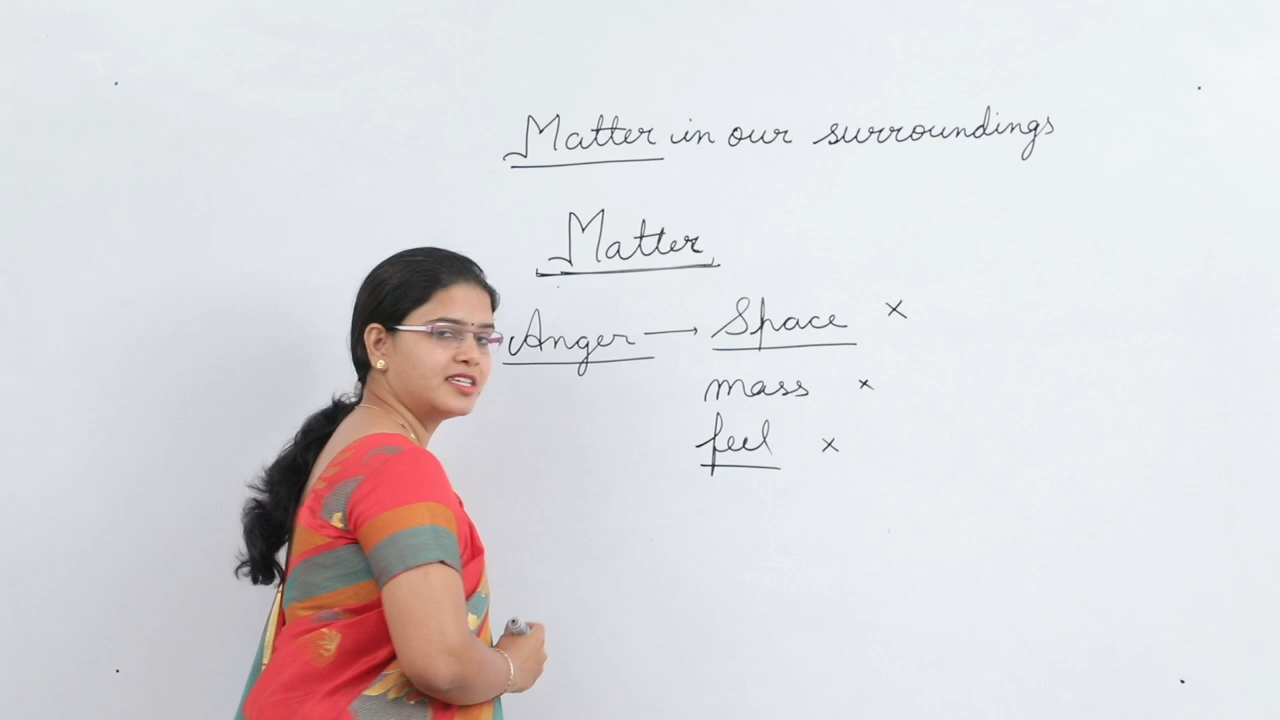 Matter in our surroundings
Matter
Anger → Space ×
mass ×
feel ×